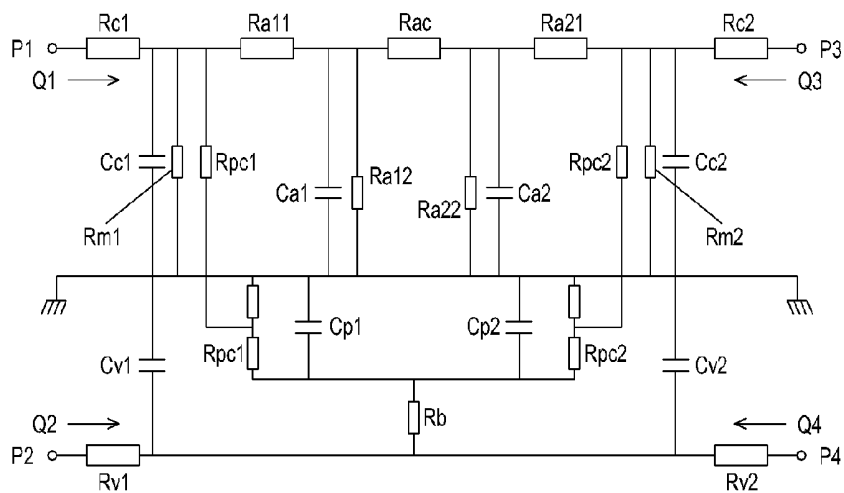 Rc1 Ra11 Rac Ra21 Rc2
P1 P3
Q1 Q3
Cc1 Rpc1 Rpc2 Cc2
Ra12
Ca1 Ca2
Ra22
Rm1 Rm2
Cp1 Cp2
Rpc1 Rpc2
Cv1 Cv2
Q2 Rb Q4
P2 P4
Rv1 Rv2